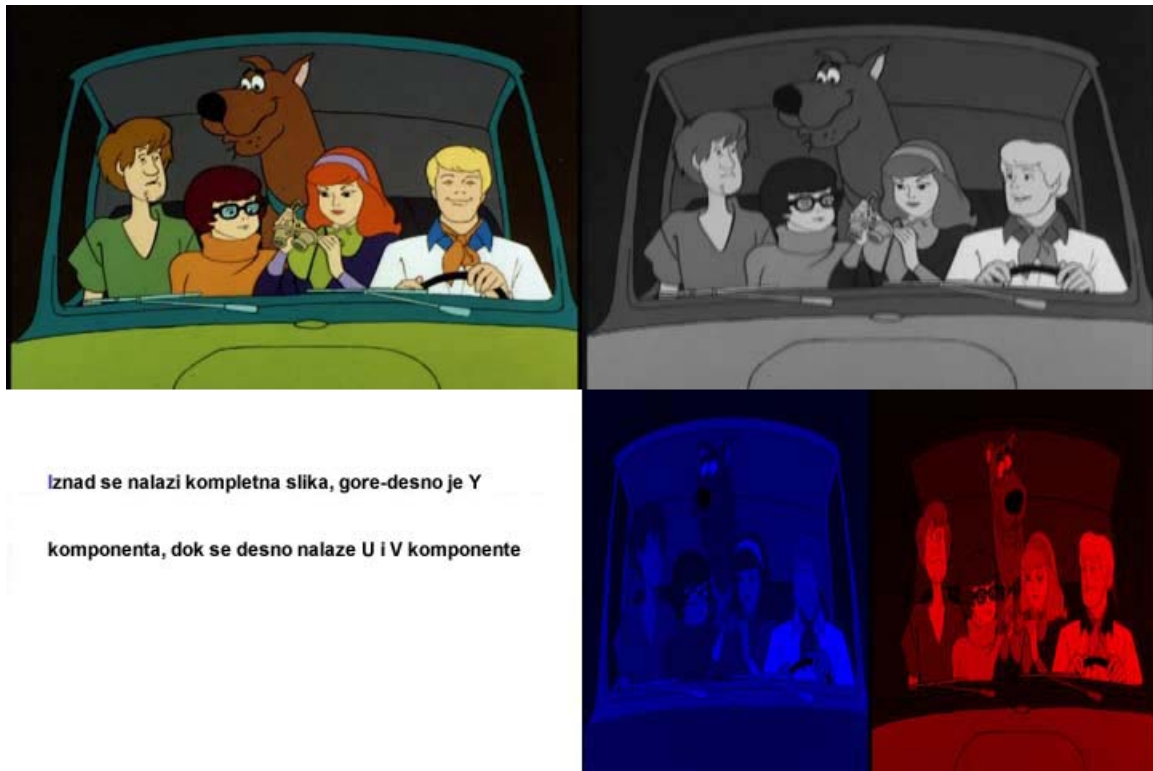 Iznad se nalazi kompletna slika, gore-desno je Y
komponenta, dok se desno nalaze U i V komponente